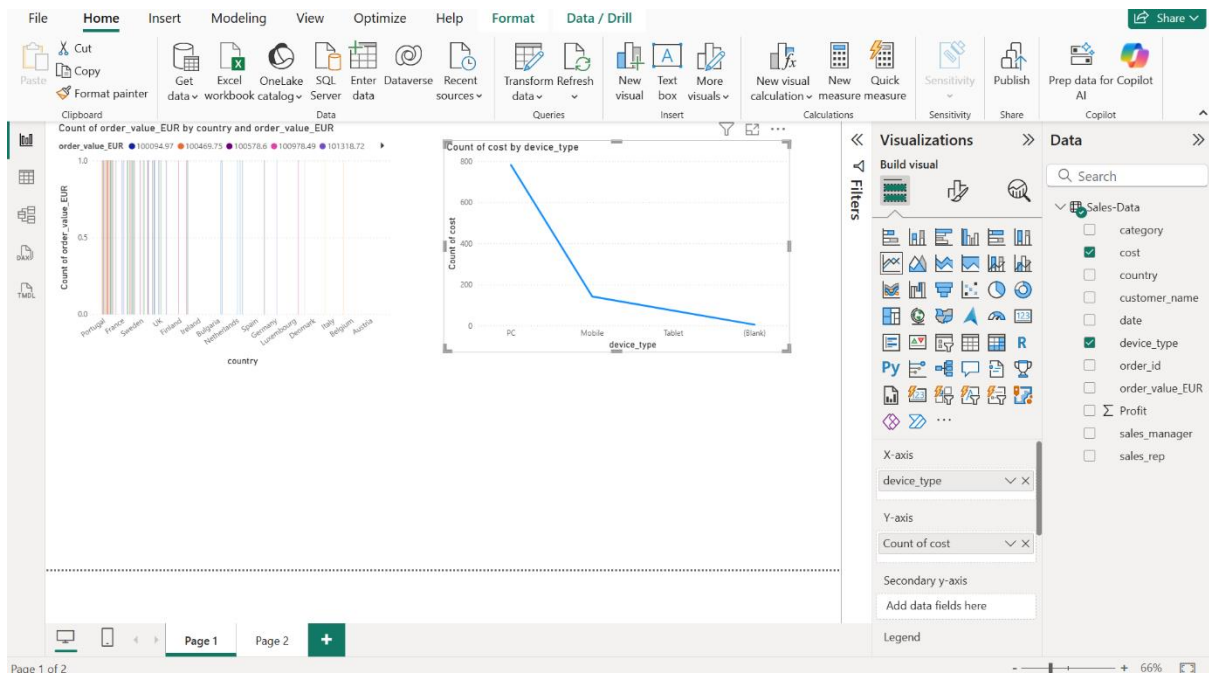 File Home Insert Modeling View Optimize Help Format Data / Drill Share
Paste
Cut
Copy
Format painter
Get data
Excel workbook
OneLake catalog
SQL Server
Enter data
Dataverse
Recent sources
Transform data
Refresh
New visual
Text box
More visuals
New visual calculation
New measure
Quick measure
Sensitivity
Publish
Prep data for Copilot
AI
Clipboard Data Queries Insert Calculations Sensitivity Share Copilot
DAX
TMDL
Count of order_value_EUR by country and order_value_EUR
order_value_EUR 100094.97 100469.75 100578.6 100978.49 101318.72
Count of order_value_EUR
1.0
0.5
0.0
Portugal France Sweden UK Finland Ireland Bulgaria Netherlands Spain Germany Luxembourg Denmark Italy Belgium Austria
country
Count of cost by device_type
Count of cost
800
600
400
200
0
PC Mobile Tablet (Blank)
device_type
Filters
Visualizations
Build visual
123
R
Py
123
X-axis
device_type
Y-axis
Count of cost
Secondary y-axis
Add data fields here
Legend
Data
Search
Sales-Data
category
cost
country
customer_name
date
device_type
order_id
order_value_EUR
Σ Profit
sales_manager
sales_rep
Page 1 Page 2 +
Page 1 of 2
- + 66%